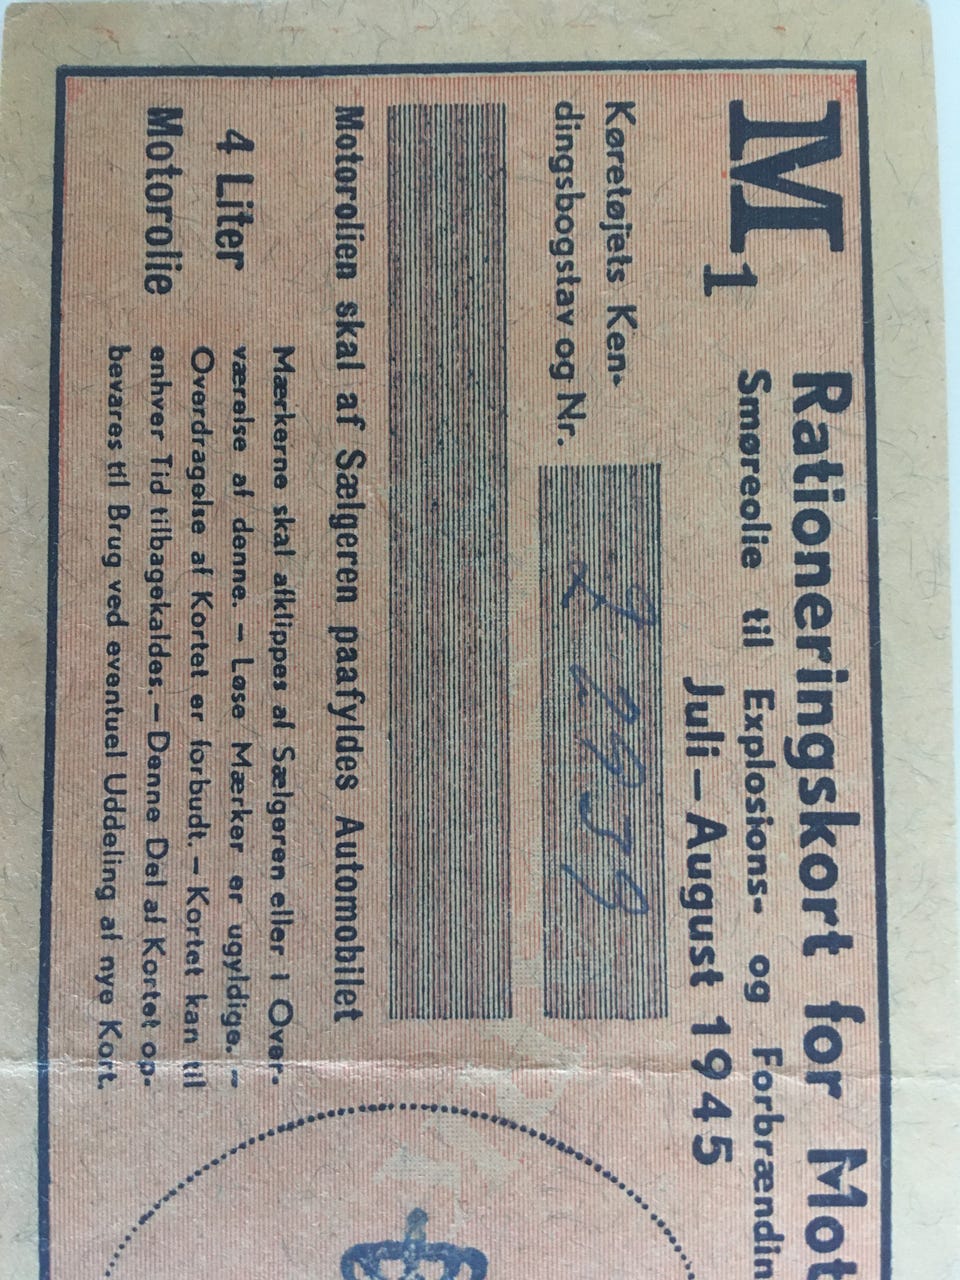 M1
Rationeringskort for Mot
Smøreolie til Explosions- og Forbrændin
Juli–August 1945
Køretøjets Ken-
dingsbogstav og Nr.
Motorolien skal af Sælgeren paafyldes Automobilet
4 Liter
Motorolie
Mærkerne skal afklippes af Sælgeren eller i Over-
værelse af denne. – Løse Mærker er ugyldige. –
Overdragelse af Kortet er forbudt. – Kortet kan til
enhver Tid tilbagekaldes. – Denne Del af Kortet op-
bevares til Brug ved eventuel Uddeling af nye Kort.